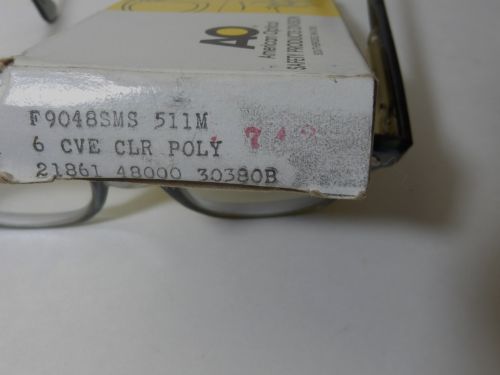 AO
American Optical
SAFETY PRODUCTS DIVISION
F9048SMS 511M
6 CVE CLR POLY
21861 48000 30380B